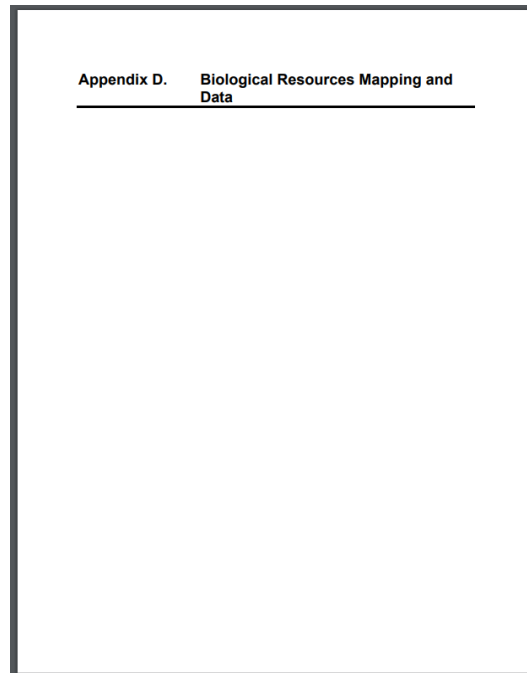 Appendix D. Biological Resources Mapping and
Data